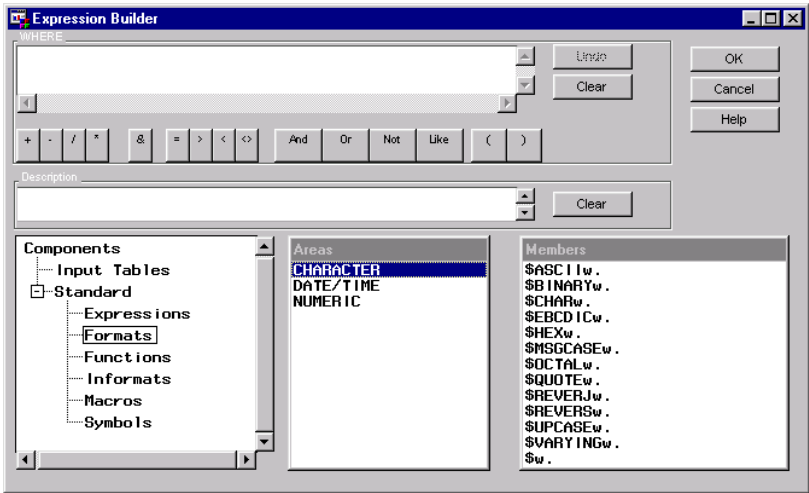 Expression Builder
WHERE
Undo
Clear
OK
Cancel
Help
+ - / * & = > < <> And Or Not Like ( )
Description
Clear
Components
Input Tables
Standard
Expressions
Formats
Functions
Informats
Macros
Symbols
Areas
CHARACTER
DATE/TIME
NUMERIC
Members
$ASCIIw.
$BINARYw.
$CHARw.
$EBCDICw.
$HEXw.
$MSGCASEw.
$OCTALw.
$QUOTEw.
$REVERJw.
$REVERSw.
$UPCASEw.
$VARYINGw.
$w.